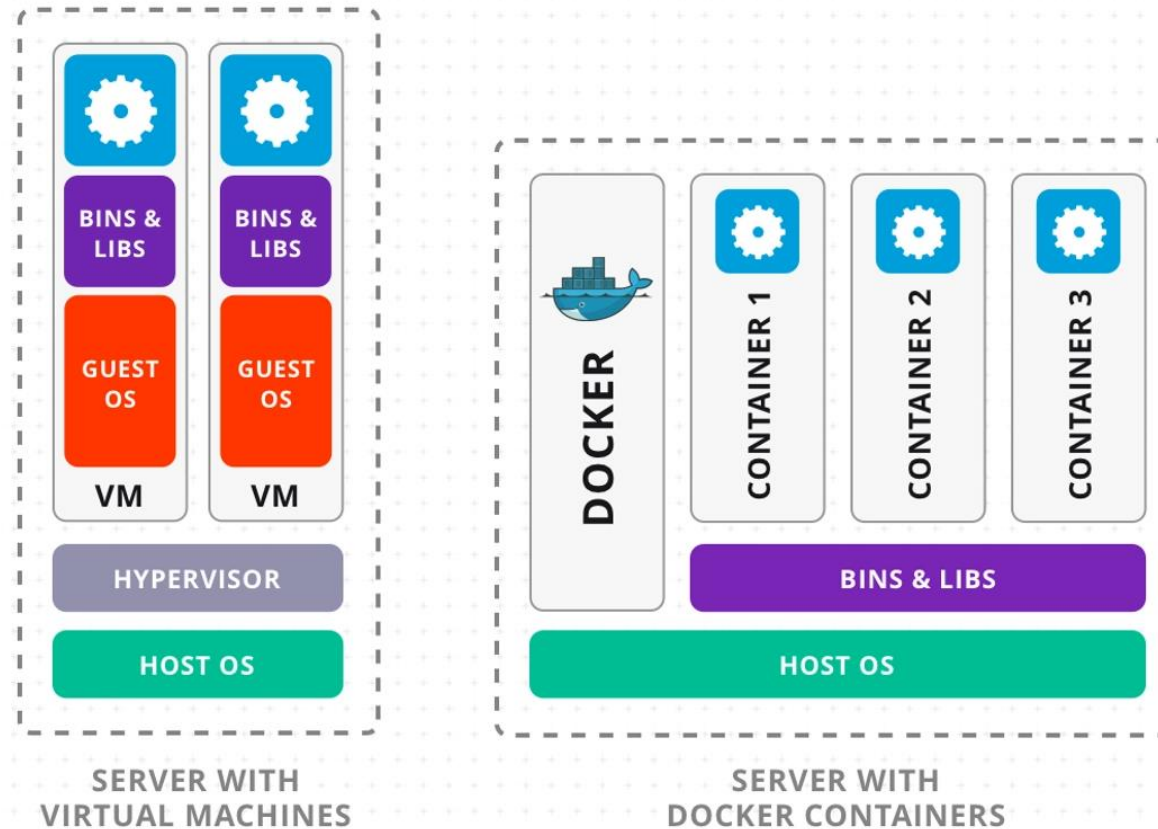 BINS &
LIBS
BINS &
LIBS
GUEST
OS
GUEST
OS
VM
VM
HYPERVISOR
HOST OS
SERVER WITH
VIRTUAL MACHINES
DOCKER
CONTAINER 1
CONTAINER 2
CONTAINER 3
BINS & LIBS
HOST OS
SERVER WITH
DOCKER CONTAINERS